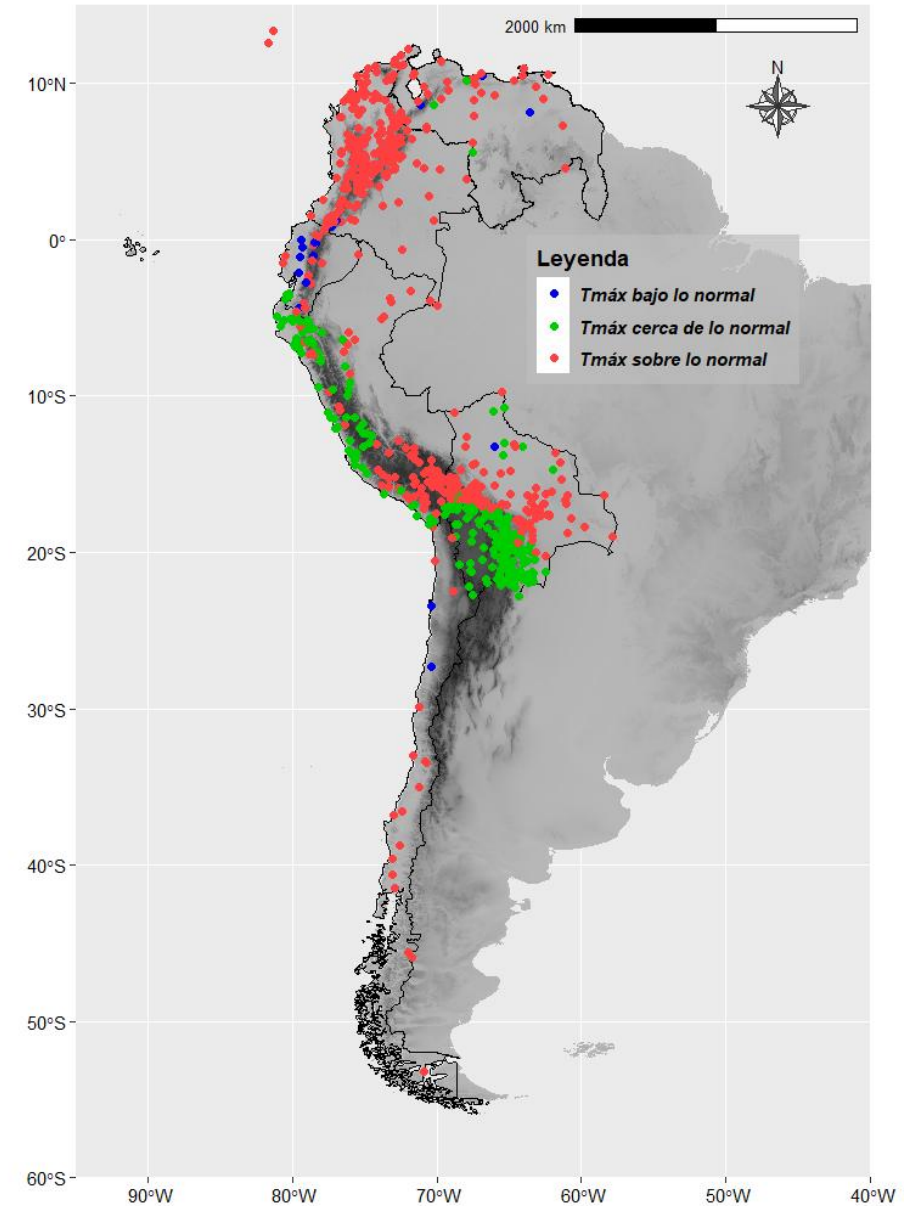 2000 km
N
10°N
0°
10°S
20°S
30°S
40°S
50°S
60°S
Leyenda
Tmáx bajo lo normal
Tmáx cerca de lo normal
Tmáx sobre lo normal
90°W 80°W 70°W 60°W 50°W 40°W